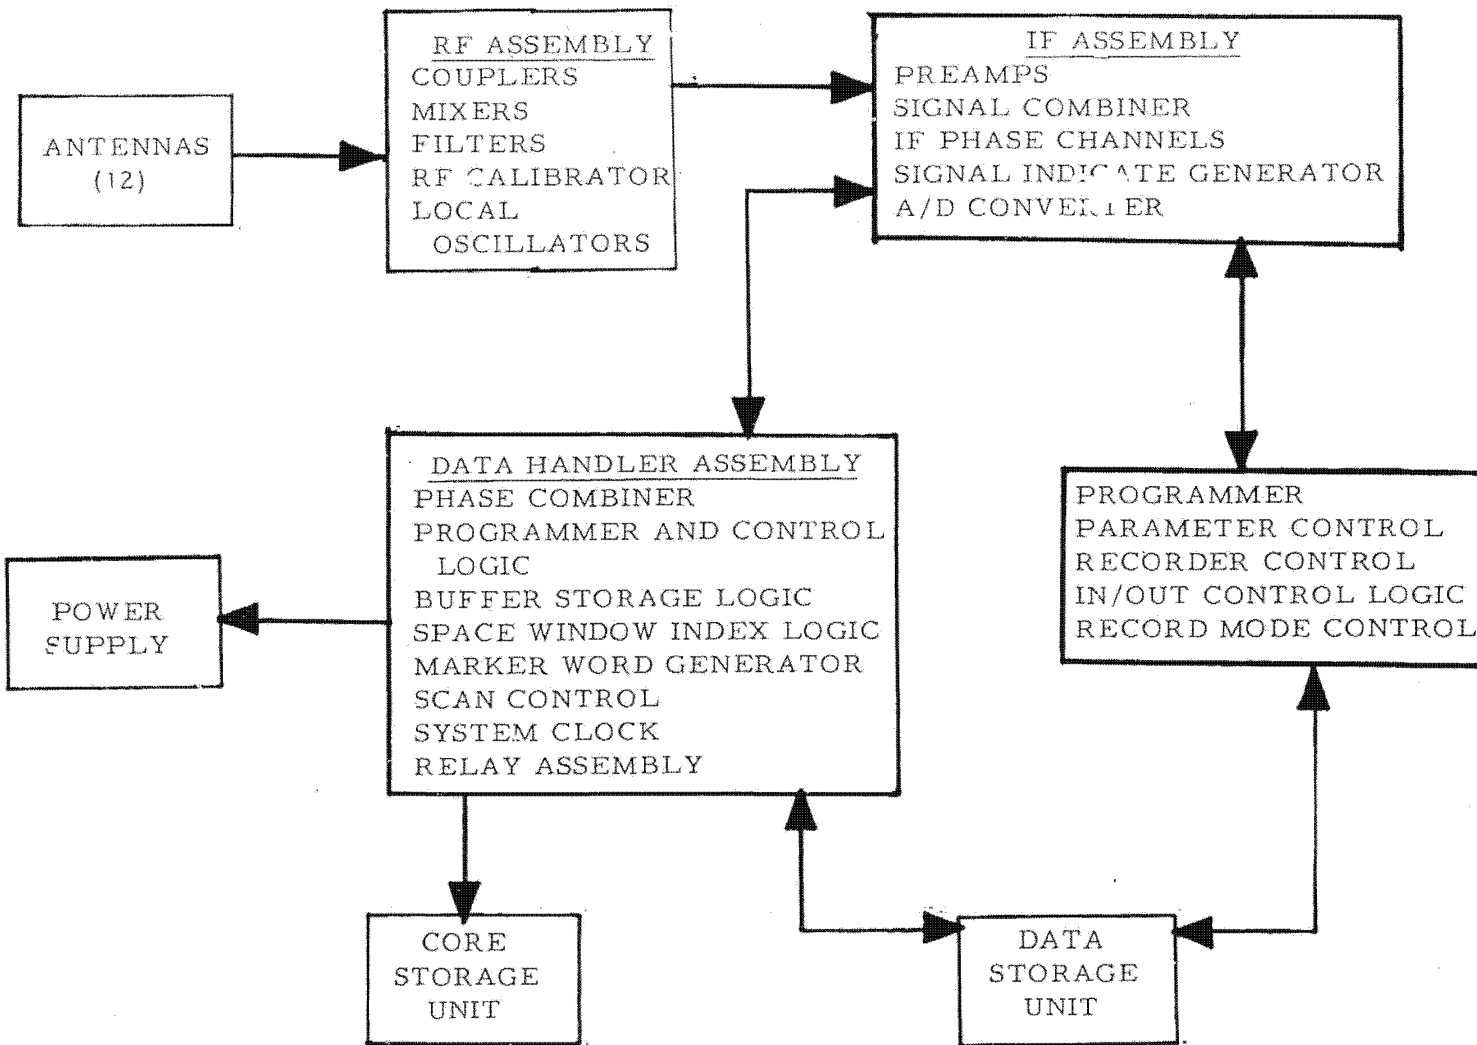 ANTENNAS
(12)
RF ASSEMBLY
COUPLERS
MIXERS
FILTERS
RF CALIBRATOR
LOCAL
OSCILLATORS
IF ASSEMBLY
PREAMPS
SIGNAL COMBINER
IF PHASE CHANNELS
SIGNAL INDICATE GENERATOR
A/D CONVERTER
DATA HANDLER ASSEMBLY
PHASE COMBINER
PROGRAMMER AND CONTROL
LOGIC
BUFFER STORAGE LOGIC
SPACE WINDOW INDEX LOGIC
MARKER WORD GENERATOR
SCAN CONTROL
SYSTEM CLOCK
RELAY ASSEMBLY
PROGRAMMER
PARAMETER CONTROL
RECORDER CONTROL
IN/OUT CONTROL LOGIC
RECORD MODE CONTROL
POWER
SUPPLY
CORE
STORAGE
UNIT
DATA
STORAGE
UNIT